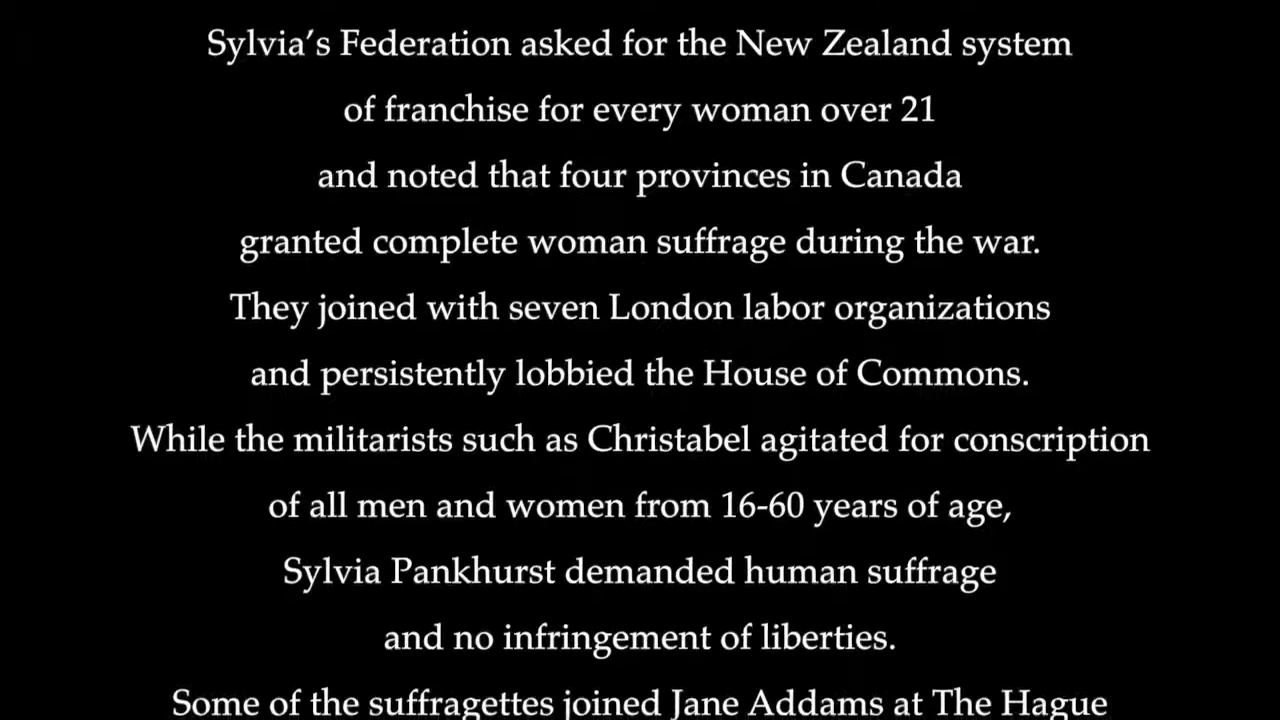 Sylvia’s Federation asked for the New Zealand system
of franchise for every woman over 21
and noted that four provinces in Canada
granted complete woman suffrage during the war.
They joined with seven London labor organizations
and persistently lobbied the House of Commons.
While the militarists such as Christabel agitated for conscription
of all men and women from 16-60 years of age,
Sylvia Pankhurst demanded human suffrage
and no infringement of liberties.
Some of the suffragettes joined Jane Addams at The Hague